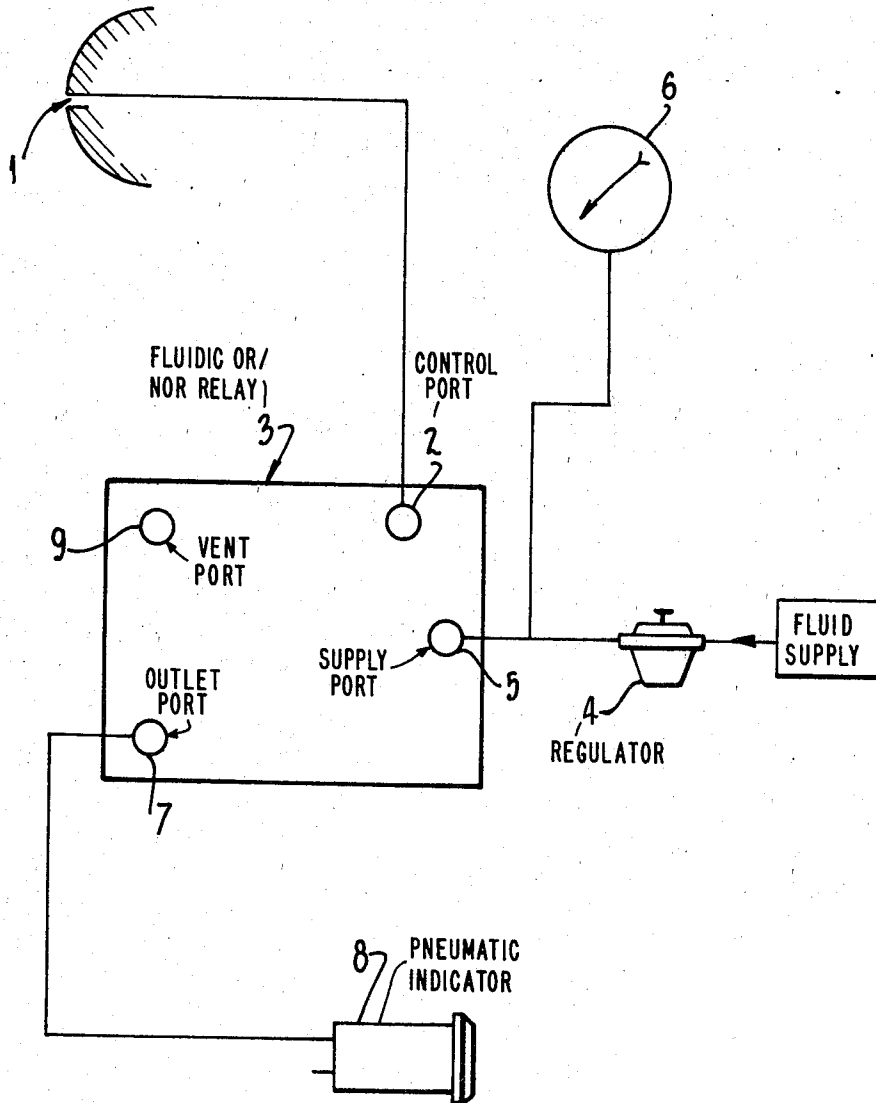 1
6
FLUIDIC OR/
NOR RELAY)
3
CONTROL
PORT
2
9
VENT
PORT
SUPPLY
PORT
5
FLUID
SUPPLY
4
REGULATOR
OUTLET
PORT
7
8
PNEUMATIC
INDICATOR